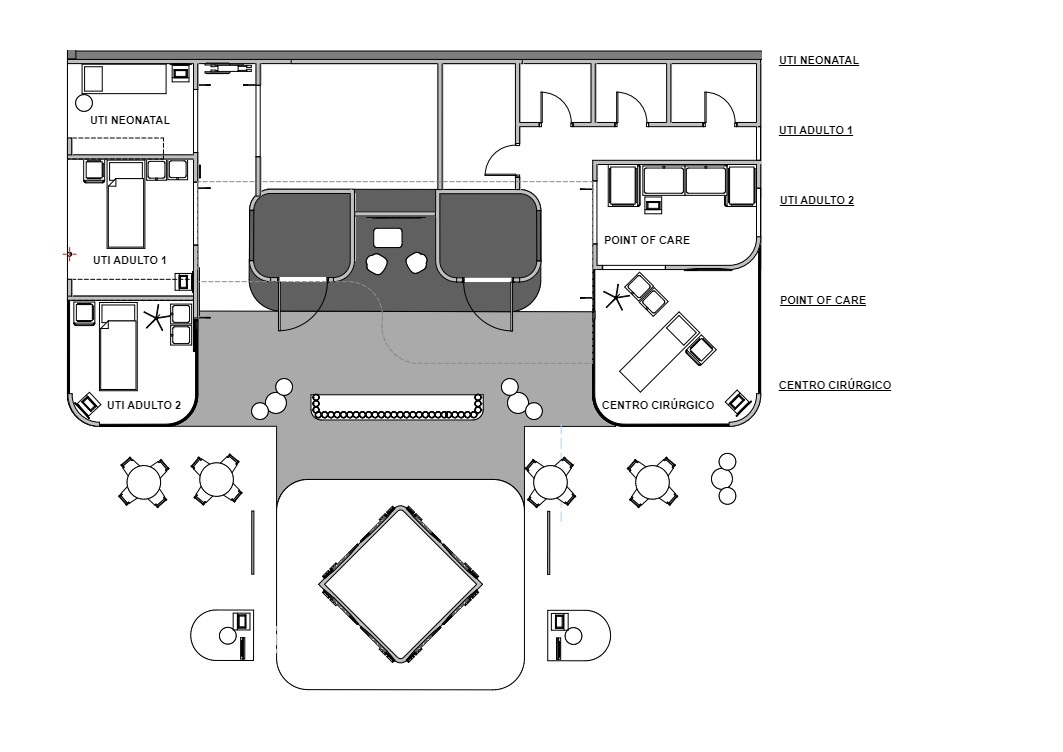 UTI NEONATAL
UTI NEONATAL
UTI ADULTO 1
UTI ADULTO 2
POINT OF CARE
UTI ADULTO 1
POINT OF CARE
CENTRO CIRÚRGICO
UTI ADULTO 2
CENTRO CIRÚRGICO